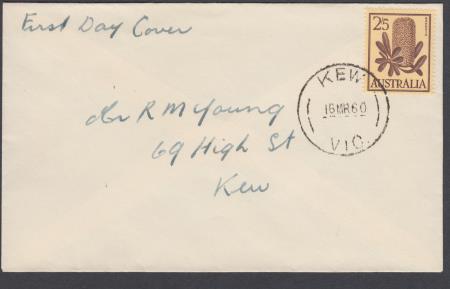 First Day Cover
2/5
AUSTRALIA
KEW
16MR60
VIC.
Mr R M Young
69 High St
Kew